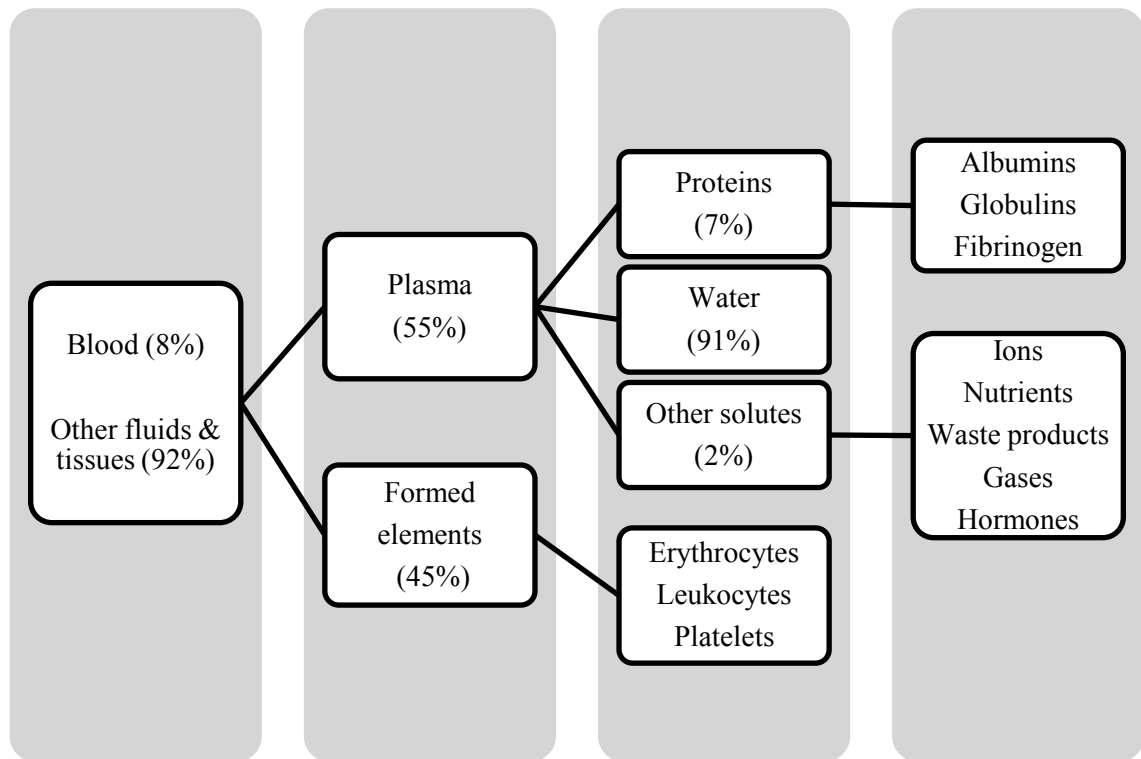 Blood (8%)
Other fluids &
tissues (92%)
Plasma
(55%)
Formed
elements
(45%)
Proteins
(7%)
Water
(91%)
Other solutes
(2%)
Erythrocytes
Leukocytes
Platelets
Albumins
Globulins
Fibrinogen
Ions
Nutrients
Waste products
Gases
Hormones